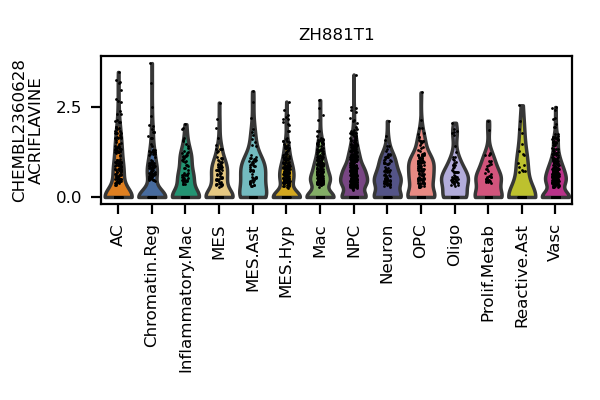 ZH881T1
CHEMBL2360628
ACRIFLAVINE
2.5
0.0
AC
Chromatin.Reg
Inflammatory.Mac
MES
MES.Ast
MES.Hyp
Mac
NPC
Neuron
OPC
Oligo
Prolif.Metab
Reactive.Ast
Vasc